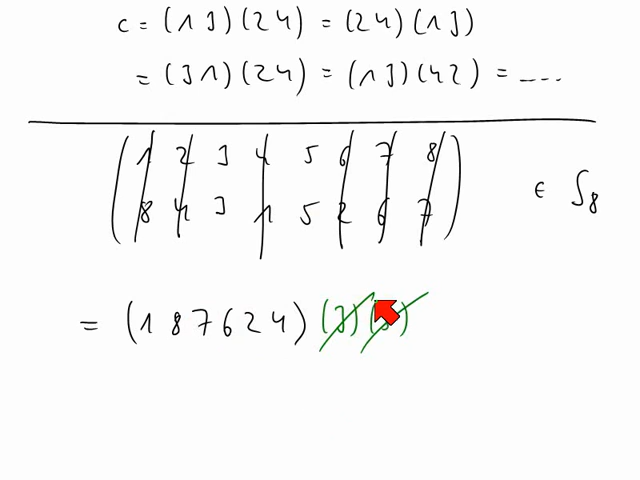 c = (1 3)(2 4) = (2 4)(1 3)
= (3 1)(2 4) = (1 3)(4 2) = ....
( 1 2 3 4 5 6 7 8 )
( 8 4 3 1 5 2 6 7 ) ∈ S₈
= (1 8 7 6 2 4) (3) (5)